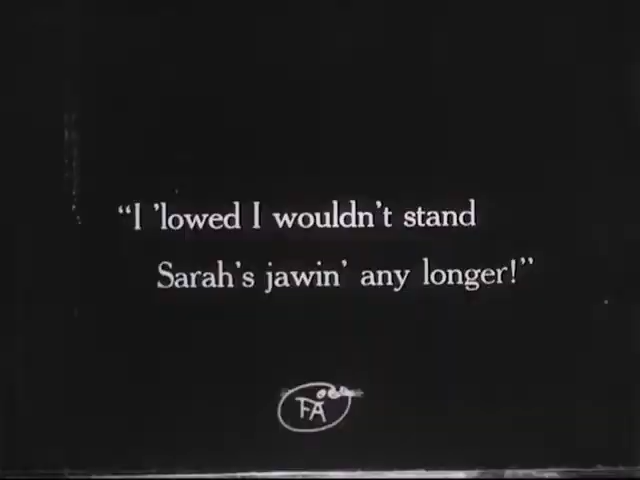 “I ’lowed I wouldn’t stand
Sarah’s jawin’ any longer!”
FA